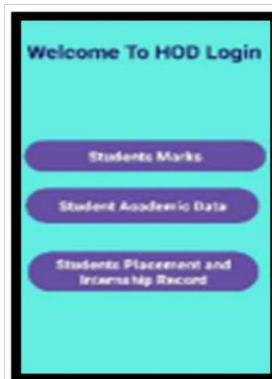 Welcome To HOD Login
Students Marks
Student Academic Data
Students Placement and
Internship Record